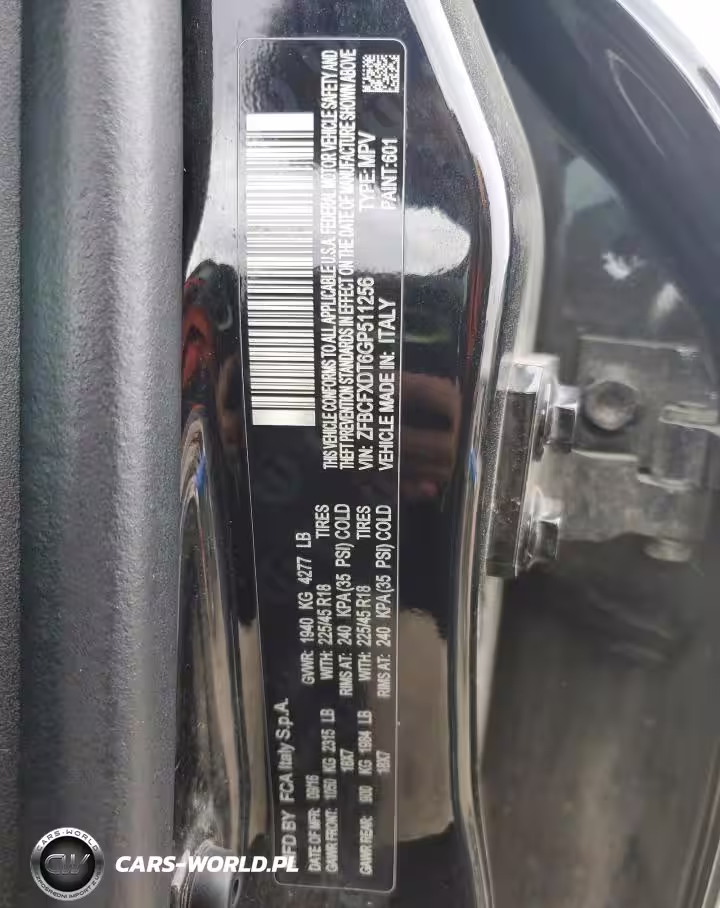 MFD BY FCA Italy S.p.A.
DATE OF MFR: 09/16 GVWR: 1940 KG 4277 LB
GAWR FRONT: 1050 KG 2315 LB WITH: 225/45 R18 TIRES
18X7 RIMS AT: 240 KPA (35 PSI) COLD
GAWR REAR: 900 KG 1984 LB WITH: 225/45 R18 TIRES
18X7 RIMS AT: 240 KPA (35 PSI) COLD
THIS VEHICLE CONFORMS TO ALL APPLICABLE U.S.A. FEDERAL MOTOR VEHICLE SAFETY AND
THEFT PREVENTION STANDARDS IN EFFECT ON THE DATE OF MANUFACTURE SHOWN ABOVE
VIN: ZFBCFXDT6GP511256 TYPE:MPV
VEHICLE MADE IN: ITALY PAINT:601
CARS-WORLD
CW
CARS-WORLD.PL